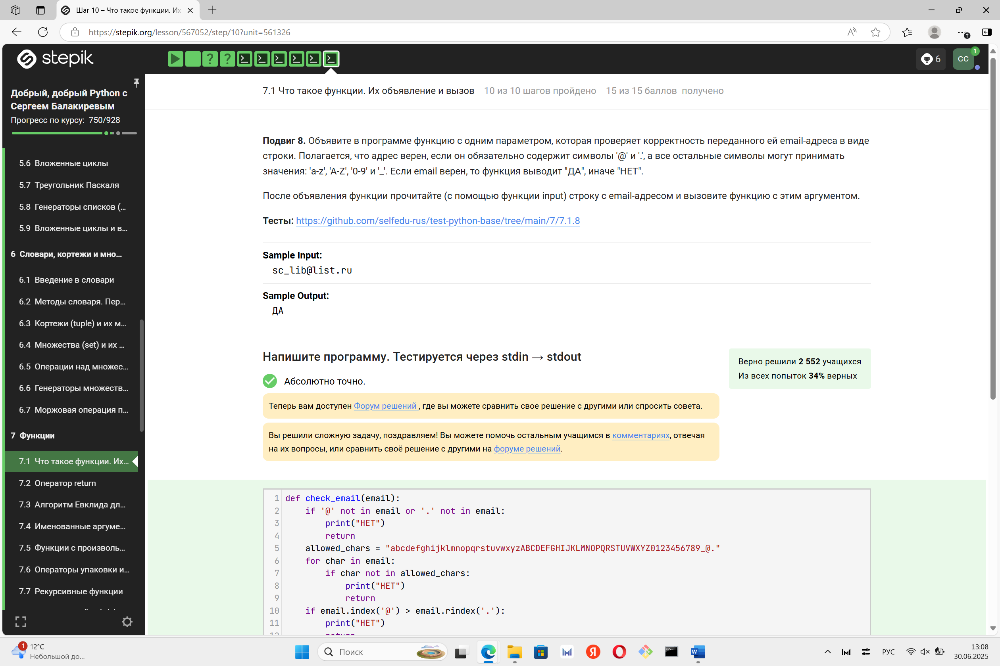 Шаг 10 – Что такое функции. Их
https://stepik.org/lesson/567052/step/10?unit=561326
stepik
6
CC
1
Добрый, добрый Python с
Сергеем Балакиревым
Прогресс по курсу: 750/928
5.6 Вложенные циклы
5.7 Треугольник Паскаля
5.8 Генераторы списков (...
5.9 Вложенные циклы и в...
6 Словари, кортежи и мно...
6.1 Введение в словари
6.2 Методы словаря. Пер...
6.3 Кортежи (tuple) и их м...
6.4 Множества (set) и их ...
6.5 Операции над множес...
6.6 Генераторы множеств...
6.7 Моржовая операция п...
7 Функции
7.1 Что такое функции. Их...
7.2 Оператор return
7.3 Алгоритм Евклида дл...
7.4 Именованные аргуме...
7.5 Функции с произволь...
7.6 Операторы упаковки и...
7.7 Рекурсивные функции
7.1 Что такое функции. Их объявление и вызов 10 из 10 шагов пройдено 15 из 15 баллов получено
Подвиг 8. Объявите в программе функцию с одним параметром, которая проверяет корректность переданного ей email-адреса в виде
строки. Полагается, что адрес верен, если он обязательно содержит символы '@' и '.', а все остальные символы могут принимать
значения: 'a-z', 'A-Z', '0-9' и '_'. Если email верен, то функция выводит "ДА", иначе "НЕТ".
После объявления функции прочитайте (с помощью функции input) строку с email-адресом и вызовите функцию с этим аргументом.
Тесты: https://github.com/selfedu-rus/test-python-base/tree/main/7/7.1.8
Sample Input:
sc_lib@list.ru
Sample Output:
ДА
Напишите программу. Тестируется через stdin → stdout
Верно решили 2 552 учащихся
Из всех попыток 34% верных
Абсолютно точно.
Теперь вам доступен Форум решений , где вы можете сравнить свое решение с другими или спросить совета.
Вы решили сложную задачу, поздравляем! Вы можете помочь остальным учащимся в комментариях, отвечая
на их вопросы, или сравнить своё решение с другими на форуме решений.
1 def check_email(email):
2 if '@' not in email or '.' not in email:
3 print("НЕТ")
4 return
5 allowed_chars = "abcdefghijklmnopqrstuvwxyzABCDEFGHIJKLMNOPQRSTUVWXYZ0123456789_@."
6 for char in email:
7 if char not in allowed_chars:
8 print("НЕТ")
9 return
10 if email.index('@') > email.rindex('.'):
11 print("НЕТ")
1
12°C
Небольшой до...
Поиск
РУС
13:08
30.06.2025